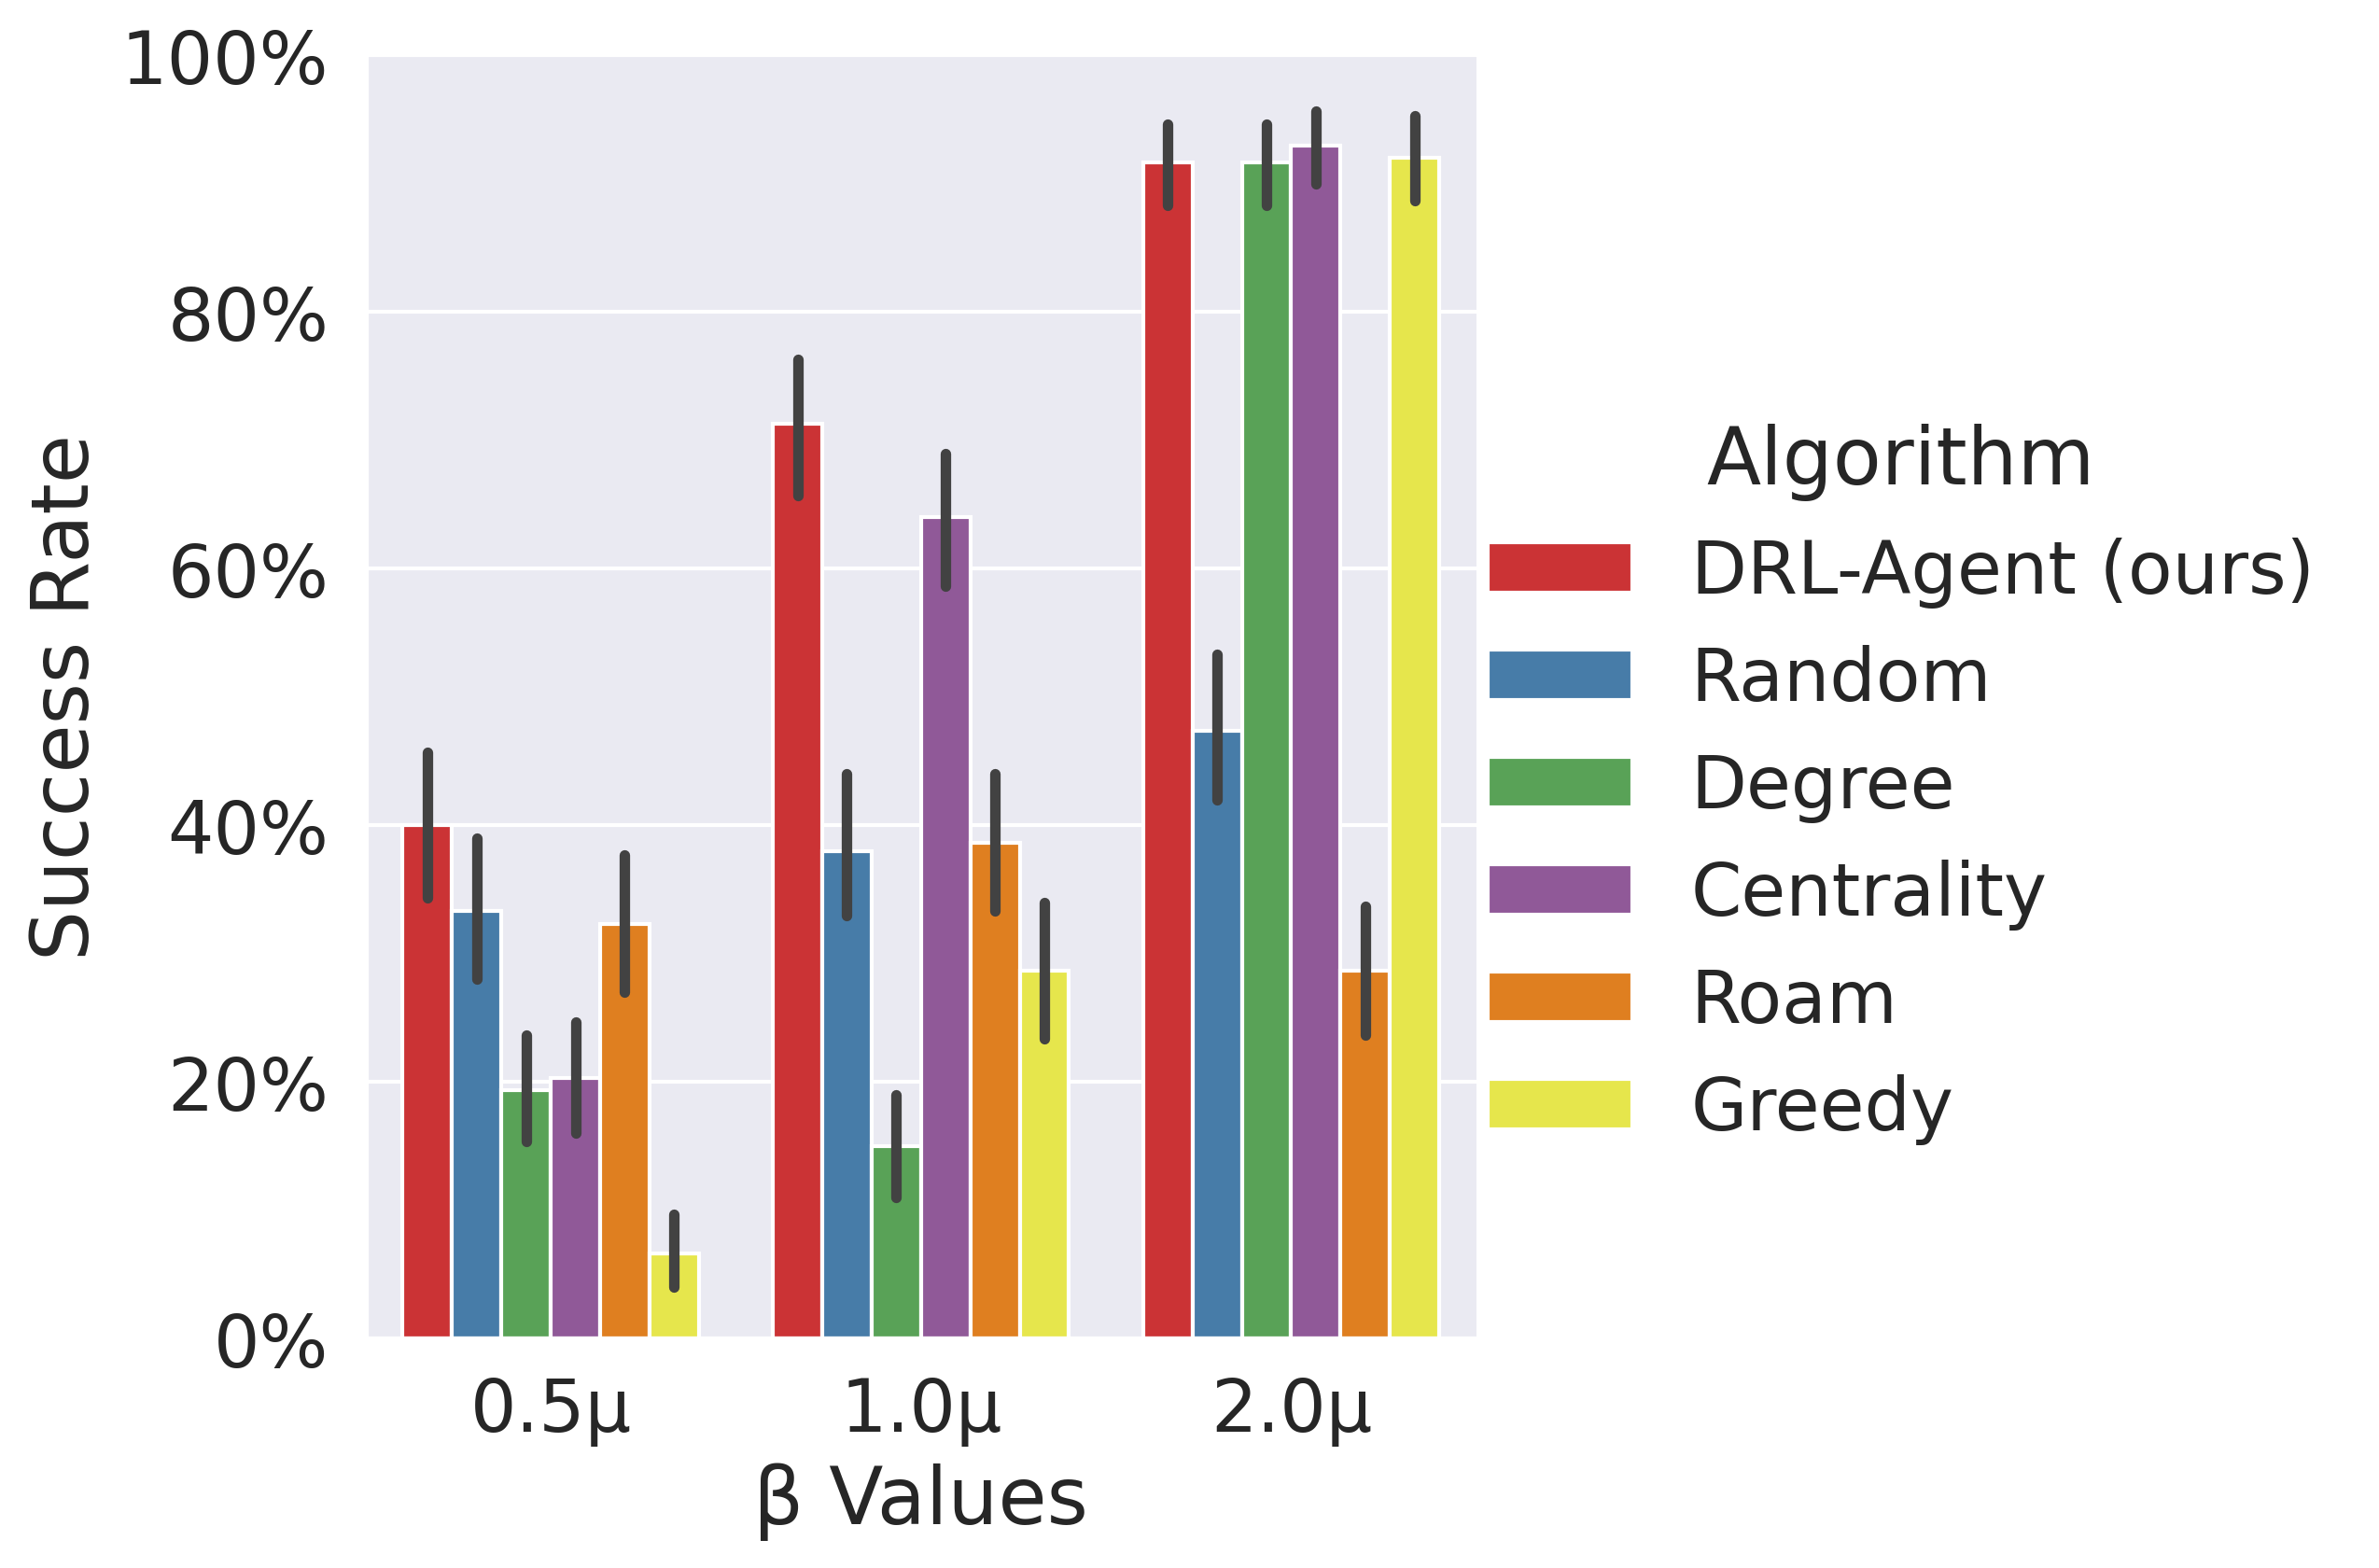 100%
80%
60%
40%
20%
0%
Success Rate
0.5μ
1.0μ
2.0μ
β Values
Algorithm
DRL-Agent (ours)
Random
Degree
Centrality
Roam
Greedy